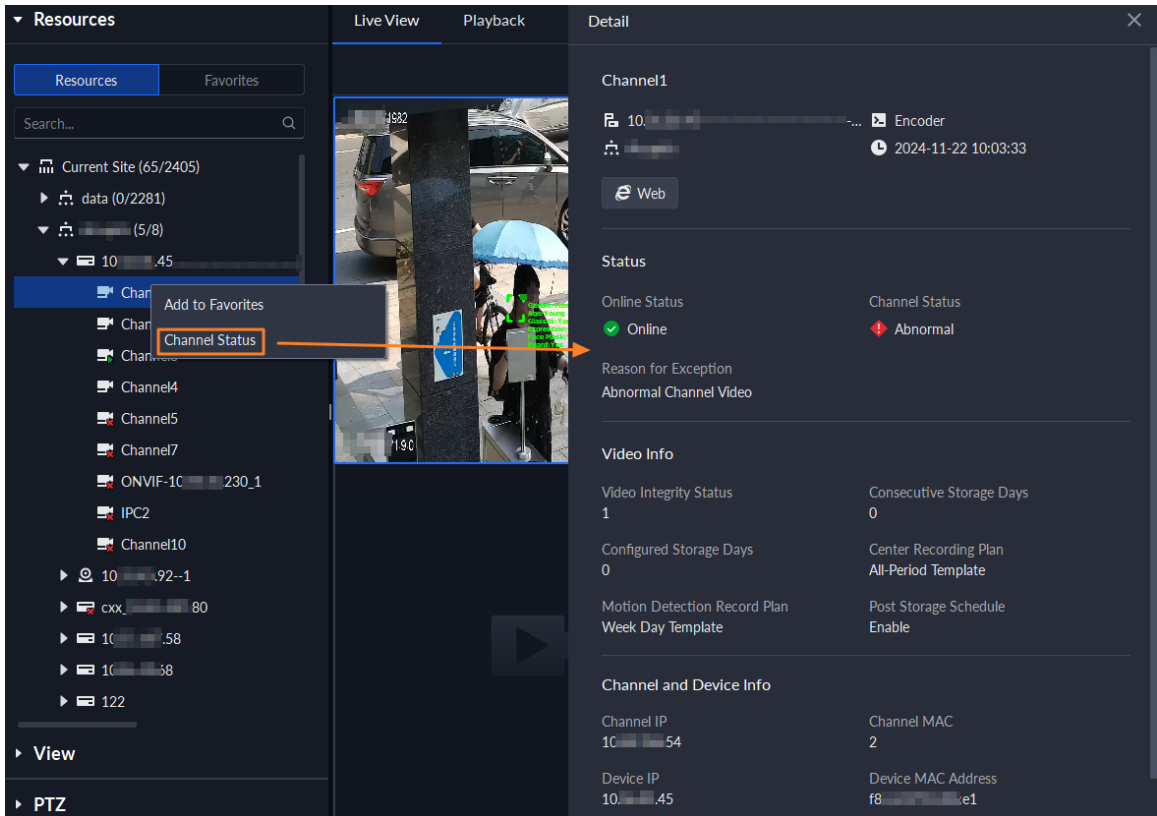 Resources
Resources
Favorites
Search...
Current Site (65/2405)
data (0/2281)
(5/8)
10 .45
Chan
Chan
Chan
Channel4
Channel5
Channel7
ONVIF-10 230_1
IPC2
Channel10
10 .92--1
cxx_ 80
10 .58
10 68
122
View
PTZ
Add to Favorites
Channel Status
Live View
Playback
1982
Detail
Channel1
10. -...
Encoder
2024-11-22 10:03:33
Web
Status
Online Status
Channel Status
Online
Abnormal
Reason for Exception
Abnormal Channel Video
Video Info
Video Integrity Status
Consecutive Storage Days
1
0
Configured Storage Days
Center Recording Plan
0
All-Period Template
Motion Detection Record Plan
Post Storage Schedule
Week Day Template
Enable
Channel and Device Info
Channel IP
Channel MAC
10 54
2
Device IP
Device MAC Address
10. .45
f8 :e1